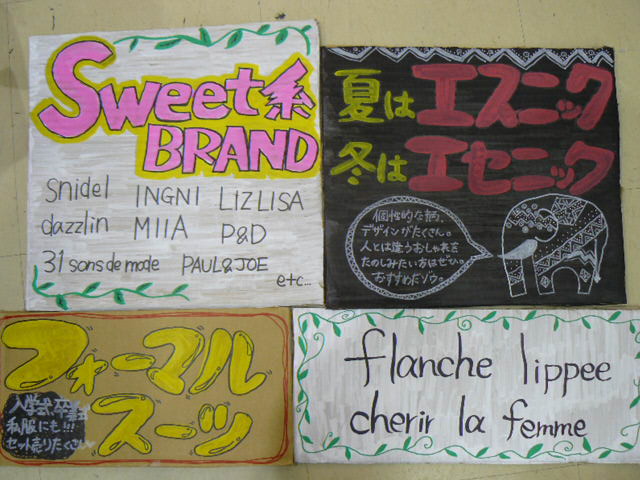 Sweet系
BRAND
snidel INGNI LIZLISA
dazzlin MIIA P&D
31 sons de mode PAUL&JOE
etc...
夏はエスニック
冬はエセニック
個性的な柄、
デザインがたくさん。
人とは違うおしゃれを
たのしみたい方はぜひ。
おすすめだゾウ。
フォーマル
スーツ
入学式卒業式
私服にも!!!
セット売りたくさん
flanche lippee
cherir la femme